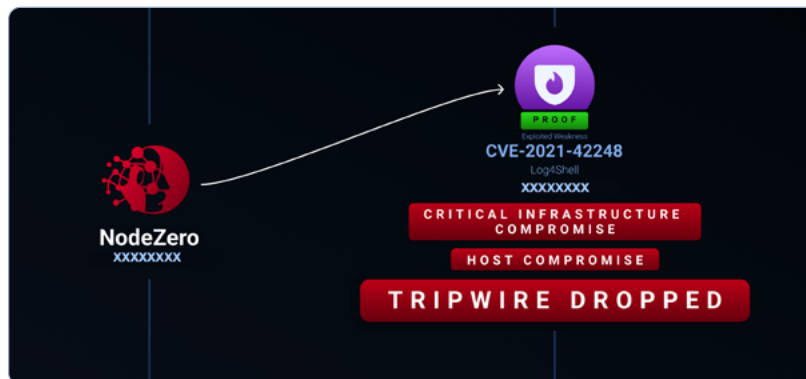 PROOF
Exploited Weakness
CVE-2021-42248
Log4Shell
XXXXXXXX
NodeZero
XXXXXXXX
CRITICAL INFRASTRUCTURE
COMPROMISE
HOST COMPROMISE
TRIPWIRE DROPPED